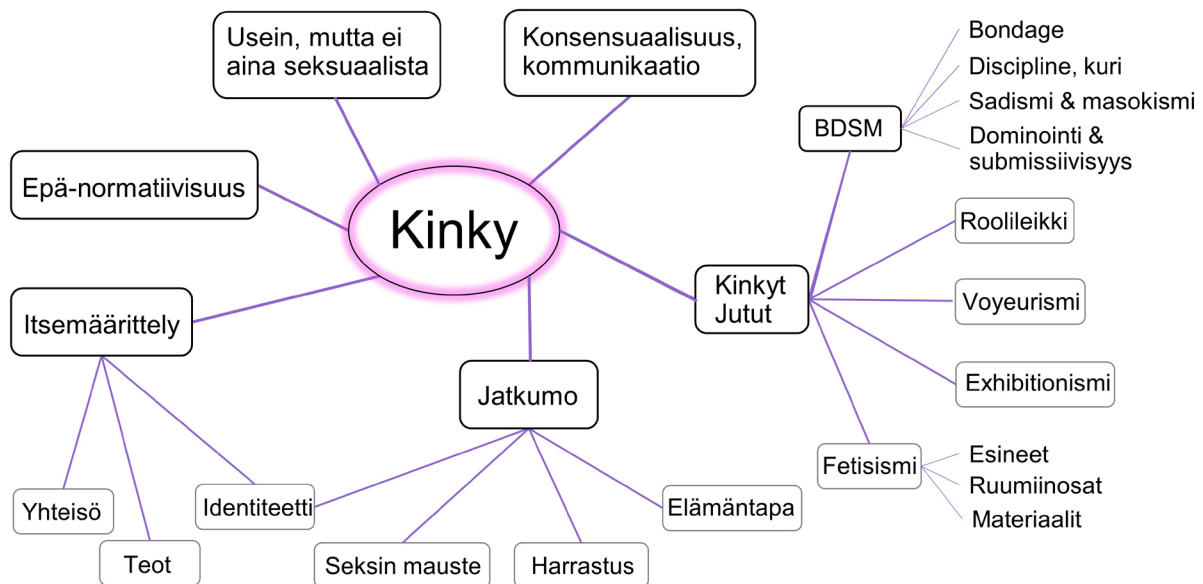 Usein, mutta ei
aina seksuaalista
Konsensuaalisuus,
kommunikaatio
Bondage
Discipline, kuri
Sadismi & masokismi
Dominointi &
submissiivisyys
BDSM
Epä-normatiivisuus
Kinky
Roolileikki
Kinkyt
Jutut
Voyeurismi
Itsemäärittely
Exhibitionismi
Jatkumo
Fetisismi
Esineet
Ruumiinosat
Materiaalit
Yhteisö
Identiteetti
Elämäntapa
Teot
Seksin mauste
Harrastus